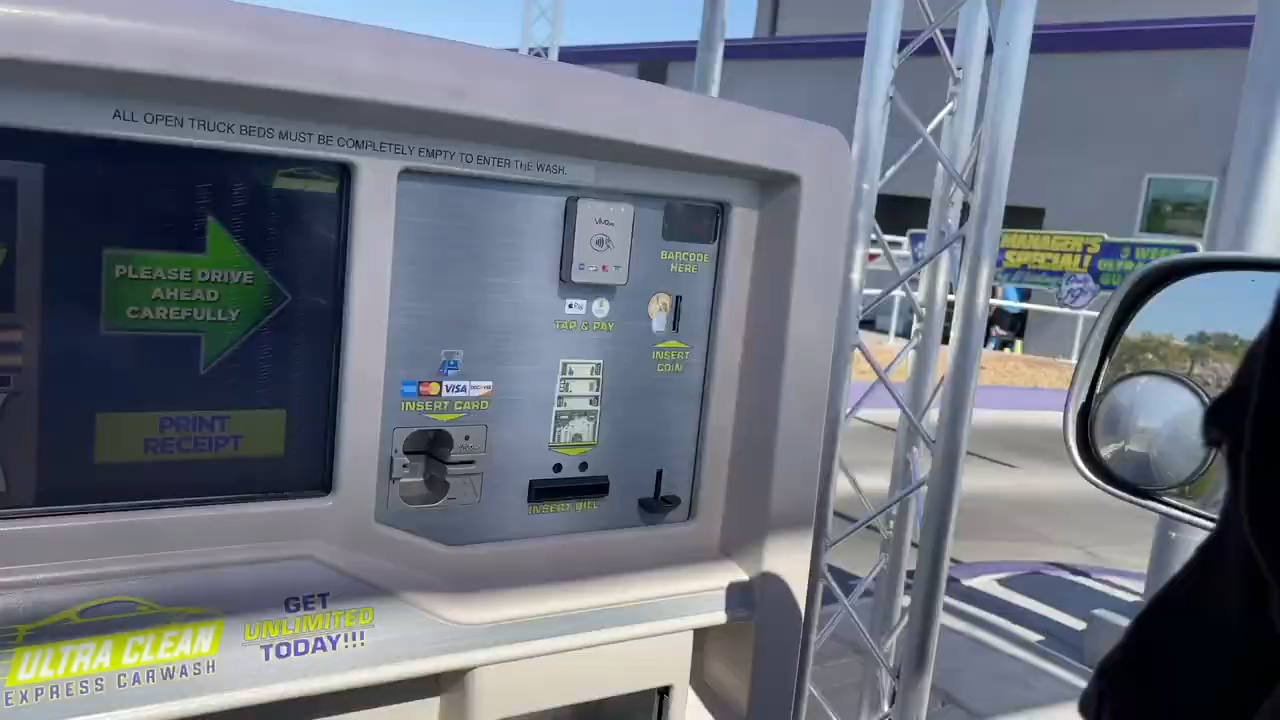 ALL OPEN TRUCK BEDS MUST BE COMPLETELY EMPTY TO ENTER THE WASH.
PLEASE DRIVE
AHEAD
CAREFULLY
PRINT
RECEIPT
BARCODE
HERE
Pay
TAP & PAY
INSERT
COIN
VISA
DISCOVER
INSERT CARD
INSERT BILL
MANAGER'S
SPECIAL!
ULTRA CLEAN
EXPRESS CARWASH
GET
UNLIMITED
TODAY!!!